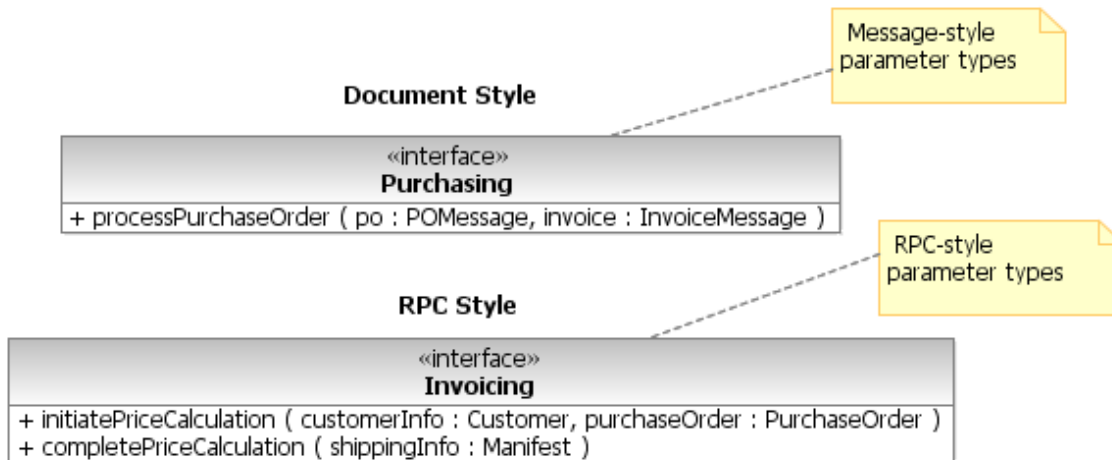 Message-style
parameter types
Document Style
«interface»
Purchasing
+ processPurchaseOrder ( po : POMessage, invoice : InvoiceMessage )
RPC-style
parameter types
RPC Style
«interface»
Invoicing
+ initiatePriceCalculation ( customerInfo : Customer, purchaseOrder : PurchaseOrder )
+ completePriceCalculation ( shippingInfo : Manifest )